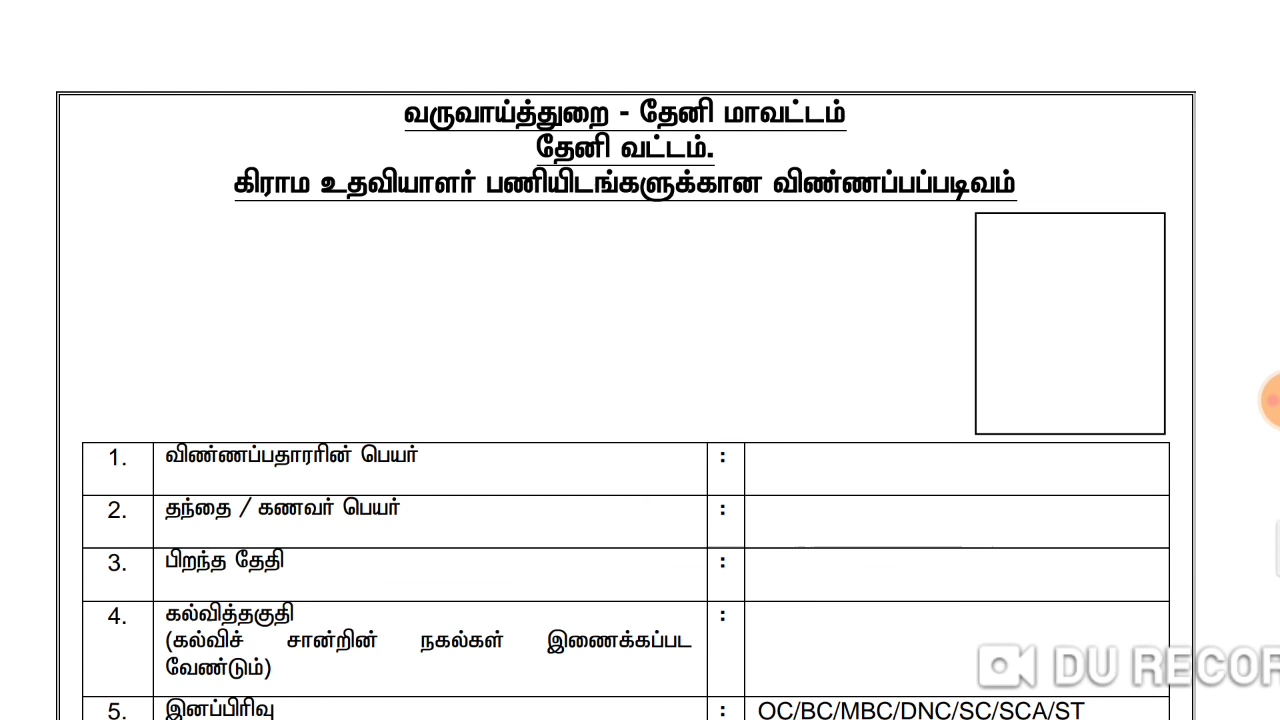 வருவாய்த்துறை - தேனி மாவட்டம்
தேனி வட்டம்.
கிராம உதவியாளர் பணியிடங்களுக்கான விண்ணப்பப்படிவம்
1. விண்ணப்பதாரரின் பெயர் :
2. தந்தை / கணவர் பெயர் :
3. பிறந்த தேதி :
4. கல்வித்தகுதி :
(கல்விச் சான்றின் நகல்கள் இணைக்கப்பட
வேண்டும்)
5. இனப்பிரிவு : OC/BC/MBC/DNC/SC/SCA/ST
DU RECOR